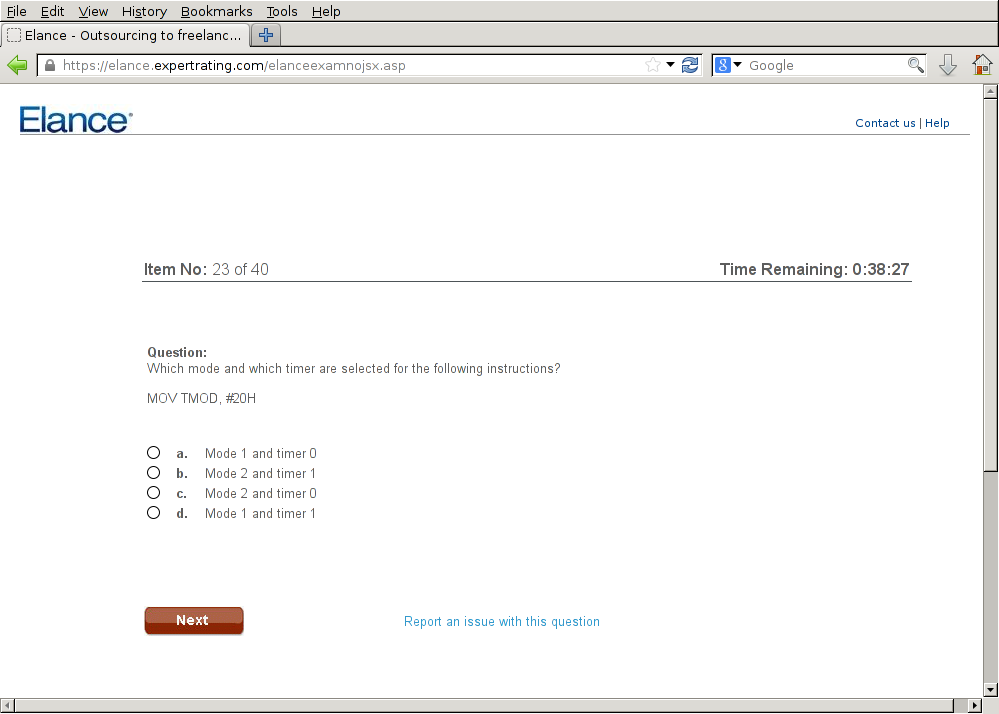 File Edit View History Bookmarks Tools Help
Elance - Outsourcing to freelanc...
https://elance.expertrating.com/elanceexamnojsx.asp
8 Google
Elance
Contact us | Help
Item No: 23 of 40
Time Remaining: 0:38:27
Question:
Which mode and which timer are selected for the following instructions?
MOV TMOD, #20H
a. Mode 1 and timer 0
b. Mode 2 and timer 1
c. Mode 2 and timer 0
d. Mode 1 and timer 1
Next
Report an issue with this question